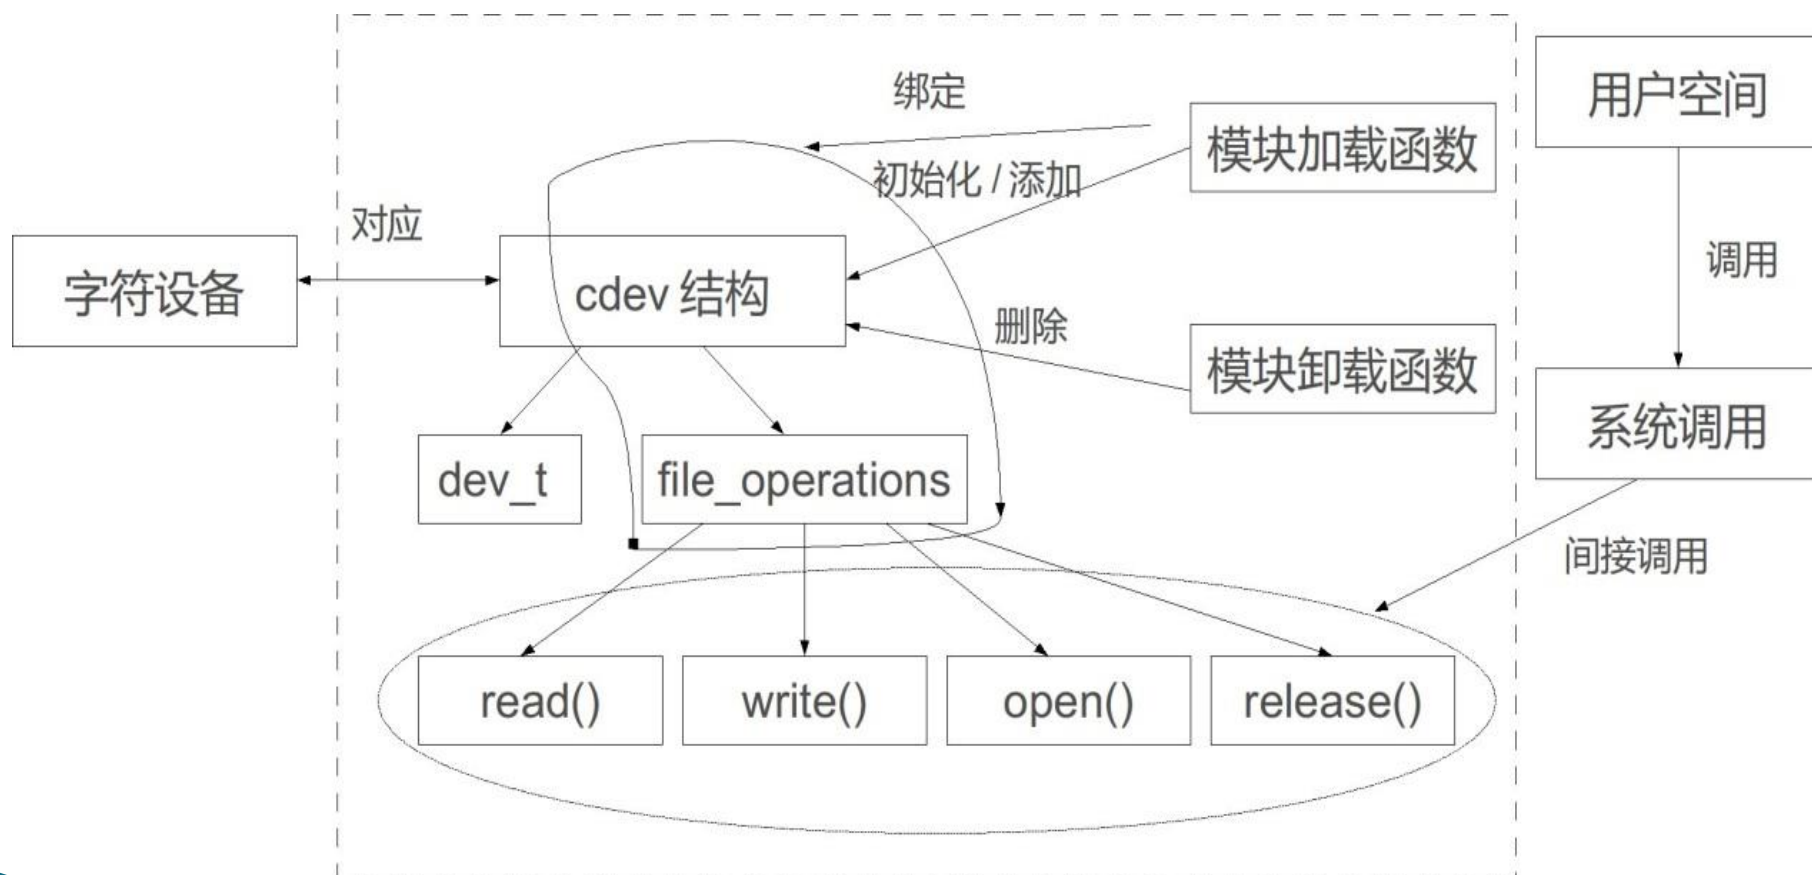 绑定
用户空间
模块加载函数
初始化 / 添加
对应
调用
字符设备
cdev 结构
删除
模块卸载函数
系统调用
dev_t
file_operations
间接调用
read()
write()
open()
release()